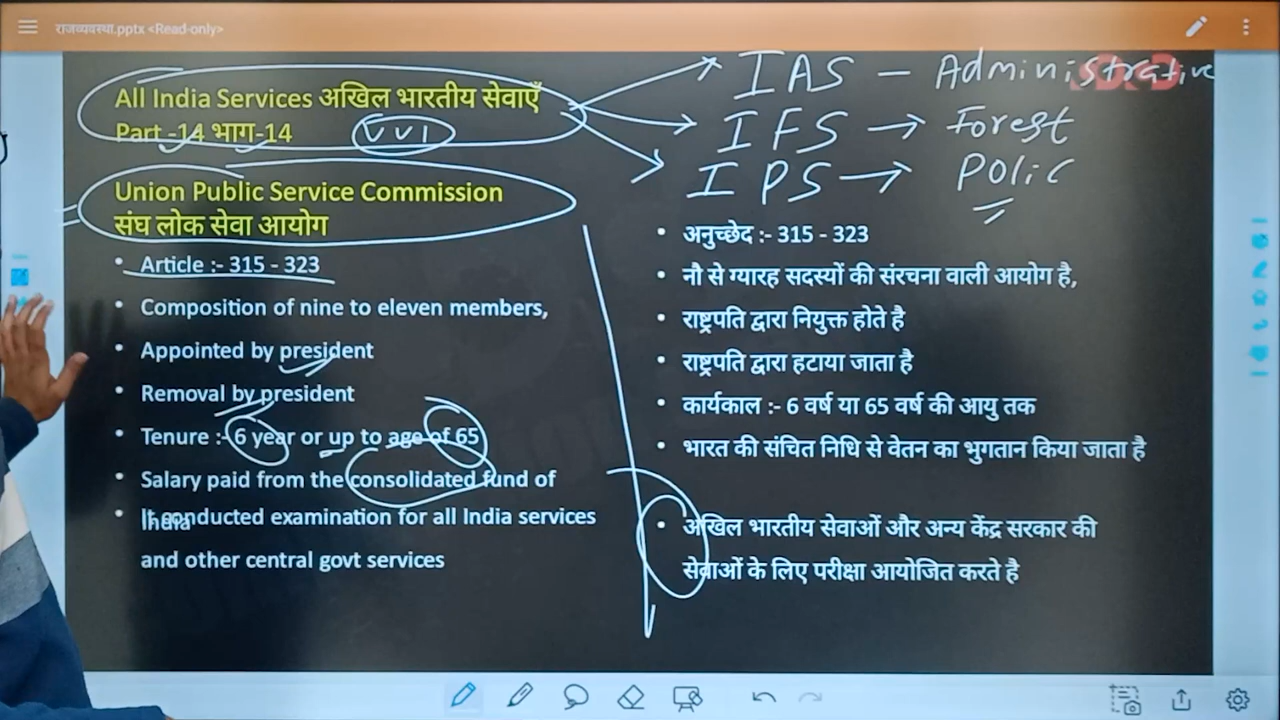 राजव्यवस्था.pptx <Read-only>
All India Services अखिल भारतीय सेवाएँ
Part -14 भाग-14
VVI
IAS – Administrative
IFS → Forest
IPS → Polic
Union Public Service Commission
संघ लोक सेवा आयोग
• Article :- 315 - 323
• Composition of nine to eleven members,
• Appointed by president
• Removal by president
• Tenure :- 6 year or up to age of 65
• Salary paid from the consolidated fund of
India
• It conducted examination for all India services
and other central govt services
• अनुच्छेद :- 315 - 323
• नौ से ग्यारह सदस्यों की संरचना वाली आयोग है,
• राष्ट्रपति द्वारा नियुक्त होते है
• राष्ट्रपति द्वारा हटाया जाता है
• कार्यकाल :- 6 वर्ष या 65 वर्ष की आयु तक
• भारत की संचित निधि से वेतन का भुगतान किया जाता है
• अखिल भारतीय सेवाओं और अन्य केंद्र सरकार की
सेवाओं के लिए परीक्षा आयोजित करते है